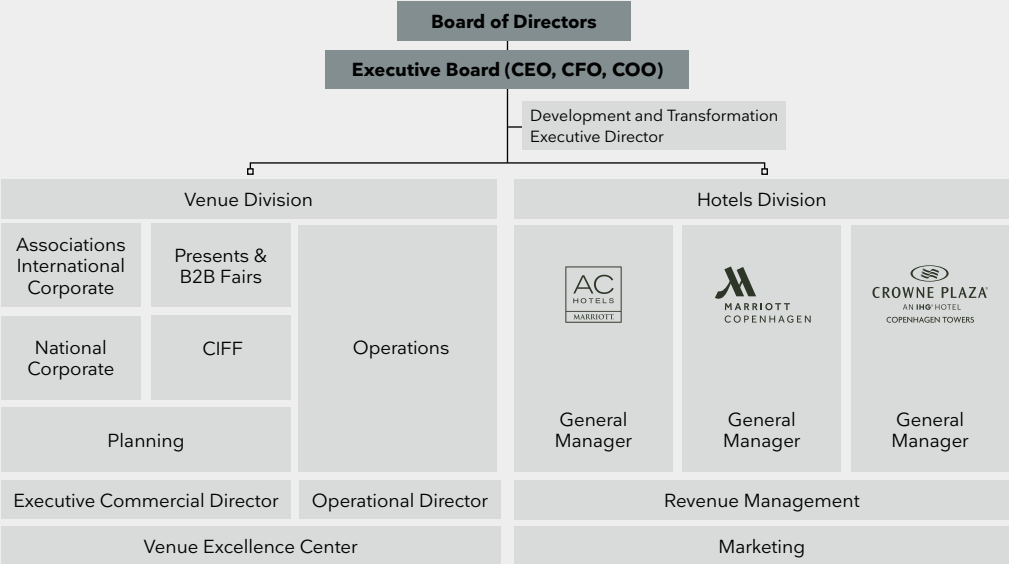 Board of Directors
Executive Board (CEO, CFO, COO)
Development and Transformation
Executive Director
Venue Division
Associations
International
Corporate
Presents &
B2B Fairs
National
Corporate
CIFF
Operations
Planning
Executive Commercial Director
Operational Director
Venue Excellence Center
Hotels Division
AC
HOTELS
MARRIOTT
General
Manager
MARRIOTT
COPENHAGEN
General
Manager
CROWNE PLAZA
AN IHG® HOTEL
COPENHAGEN TOWERS
General
Manager
Revenue Management
Marketing